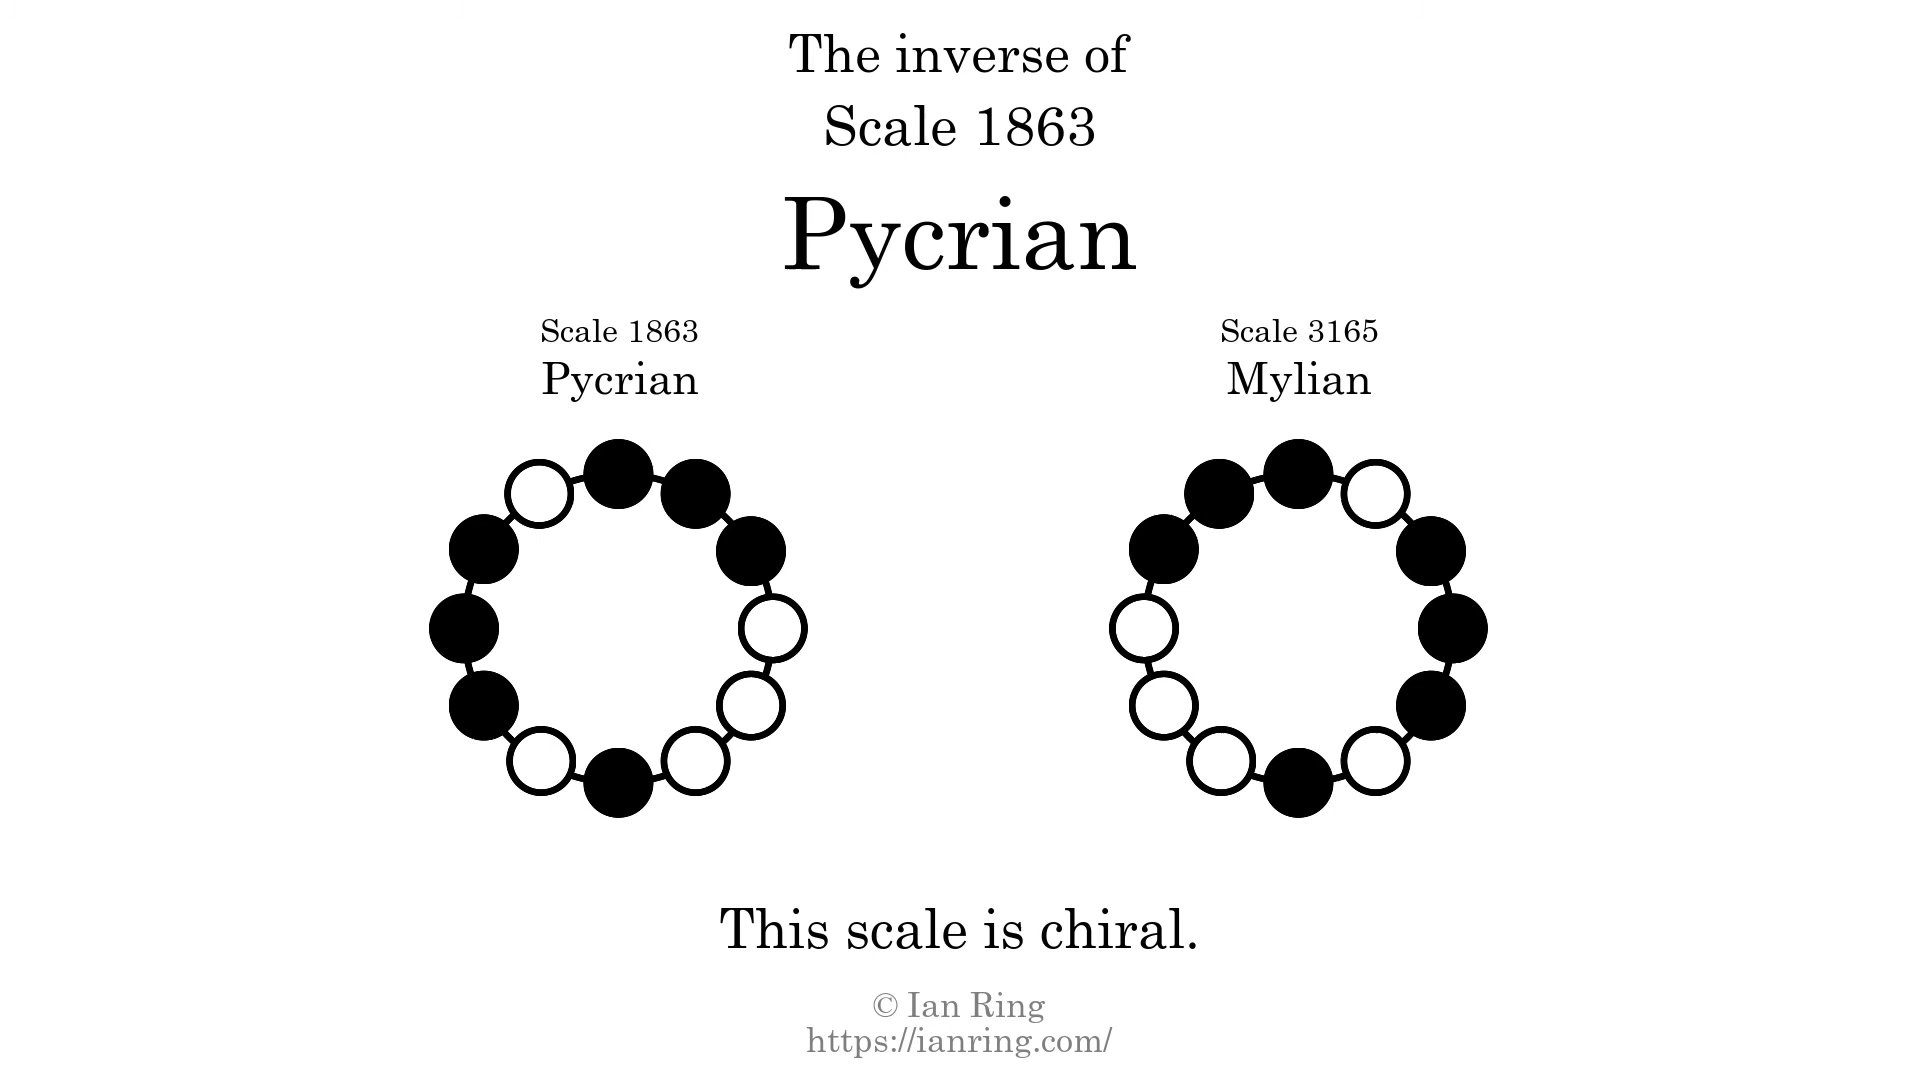 The inverse of
Scale 1863
Pycrian
Scale 1863
Pycrian
Scale 3165
Mylian
This scale is chiral.
© Ian Ring
https://ianring.com/